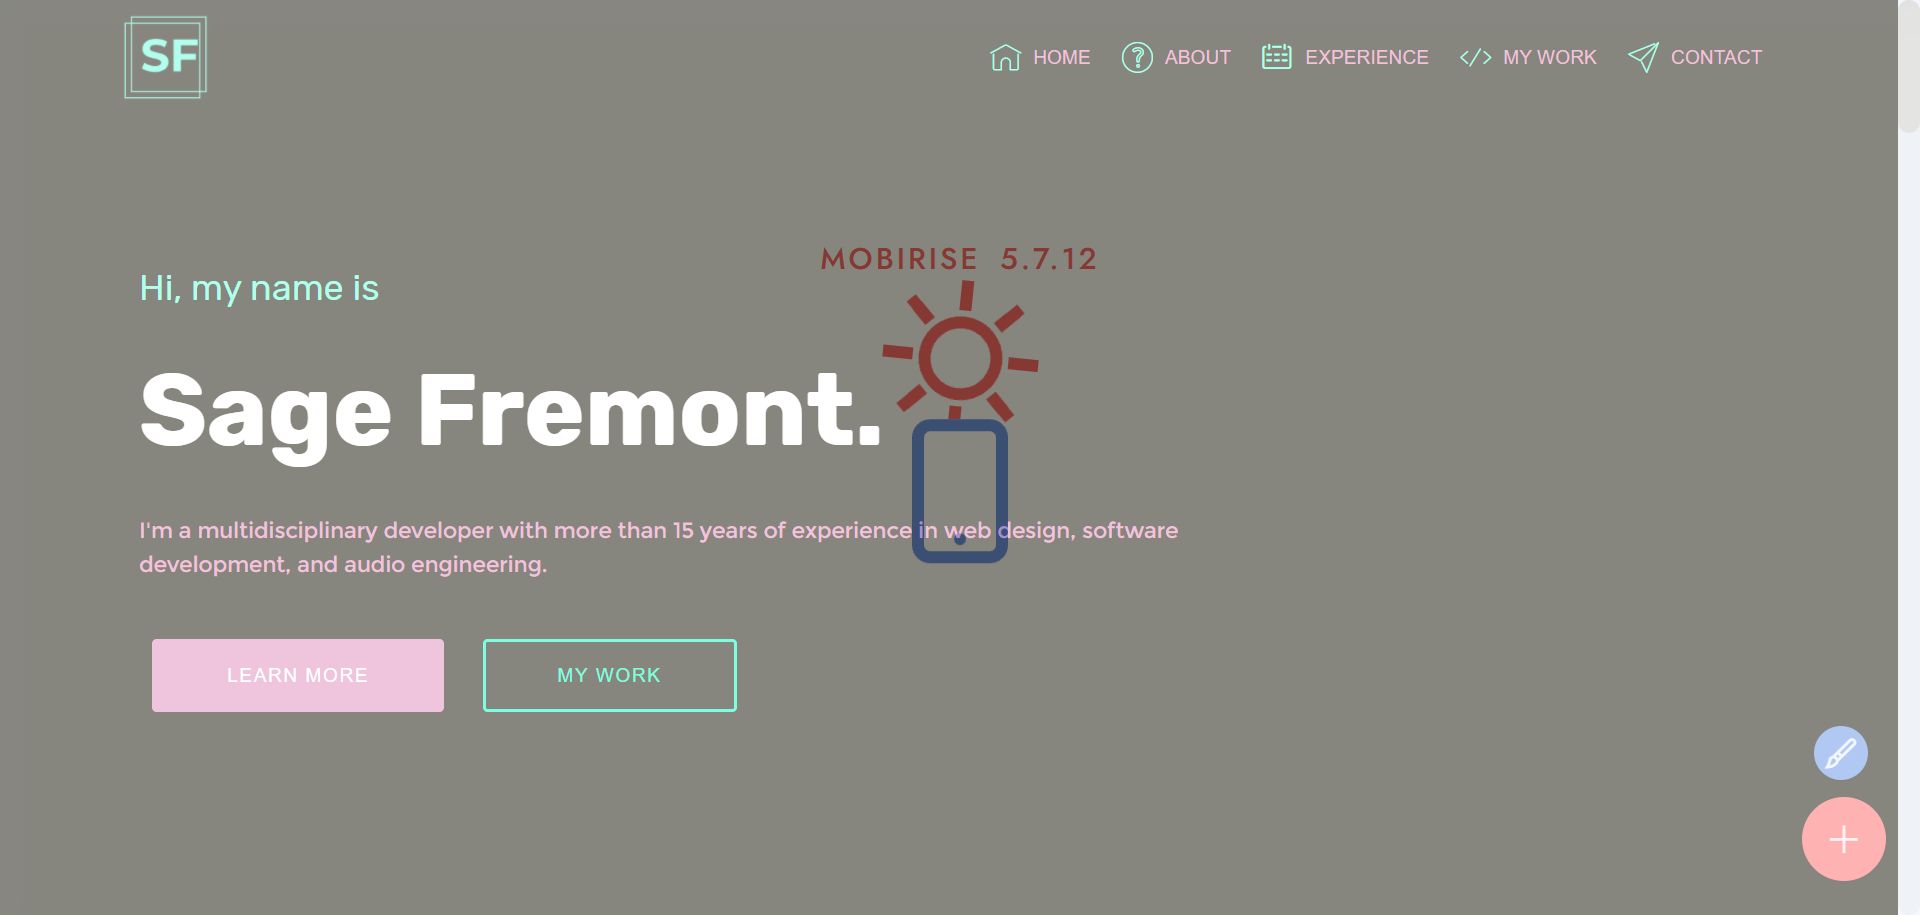 SF
HOME ABOUT EXPERIENCE MY WORK CONTACT
MOBIRISE 5.7.12
Hi, my name is
Sage Fremont.
I'm a multidisciplinary developer with more than 15 years of experience in web design, software
development, and audio engineering.
LEARN MORE MY WORK